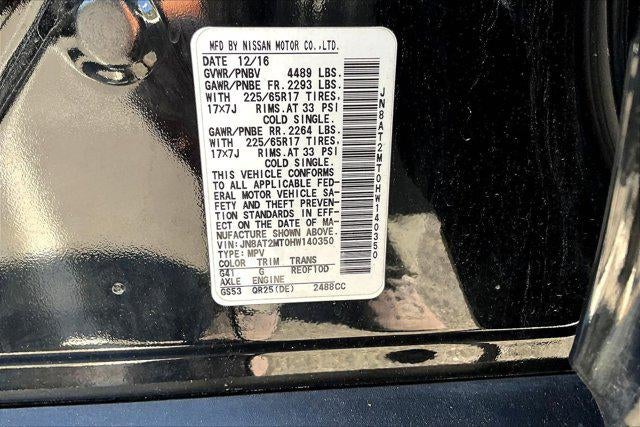 MFD BY NISSAN MOTOR CO.,LTD.
DATE 12/16
GVWR/PNBV 4489 LBS.
GAWR/PNBE FR. 2293 LBS.
WITH 225/65R17 TIRES,
17×7J RIMS.AT 33 PSI
COLD SINGLE.
GAWR/PNBE RR. 2264 LBS.
WITH 225/65R17 TIRES,
17×7J RIMS.AT 33 PSI
COLD SINGLE.
THIS VEHICLE CONFORMS
TO ALL APPLICABLE FED-
ERAL MOTOR VEHICLE SA-
FETY AND THEFT PREVEN-
TION STANDARDS IN EFF-
ECT ON THE DATE OF MA-
NUFACTURE SHOWN ABOVE.
VIN:JN8AT2MT0HW140350
TYPE:MPV
COLOR TRIM TRANS
G41 G RE0F10D
AXLE ENGINE
GS53 QR25(DE) 2488CC
JN8AT2MT0HW140350